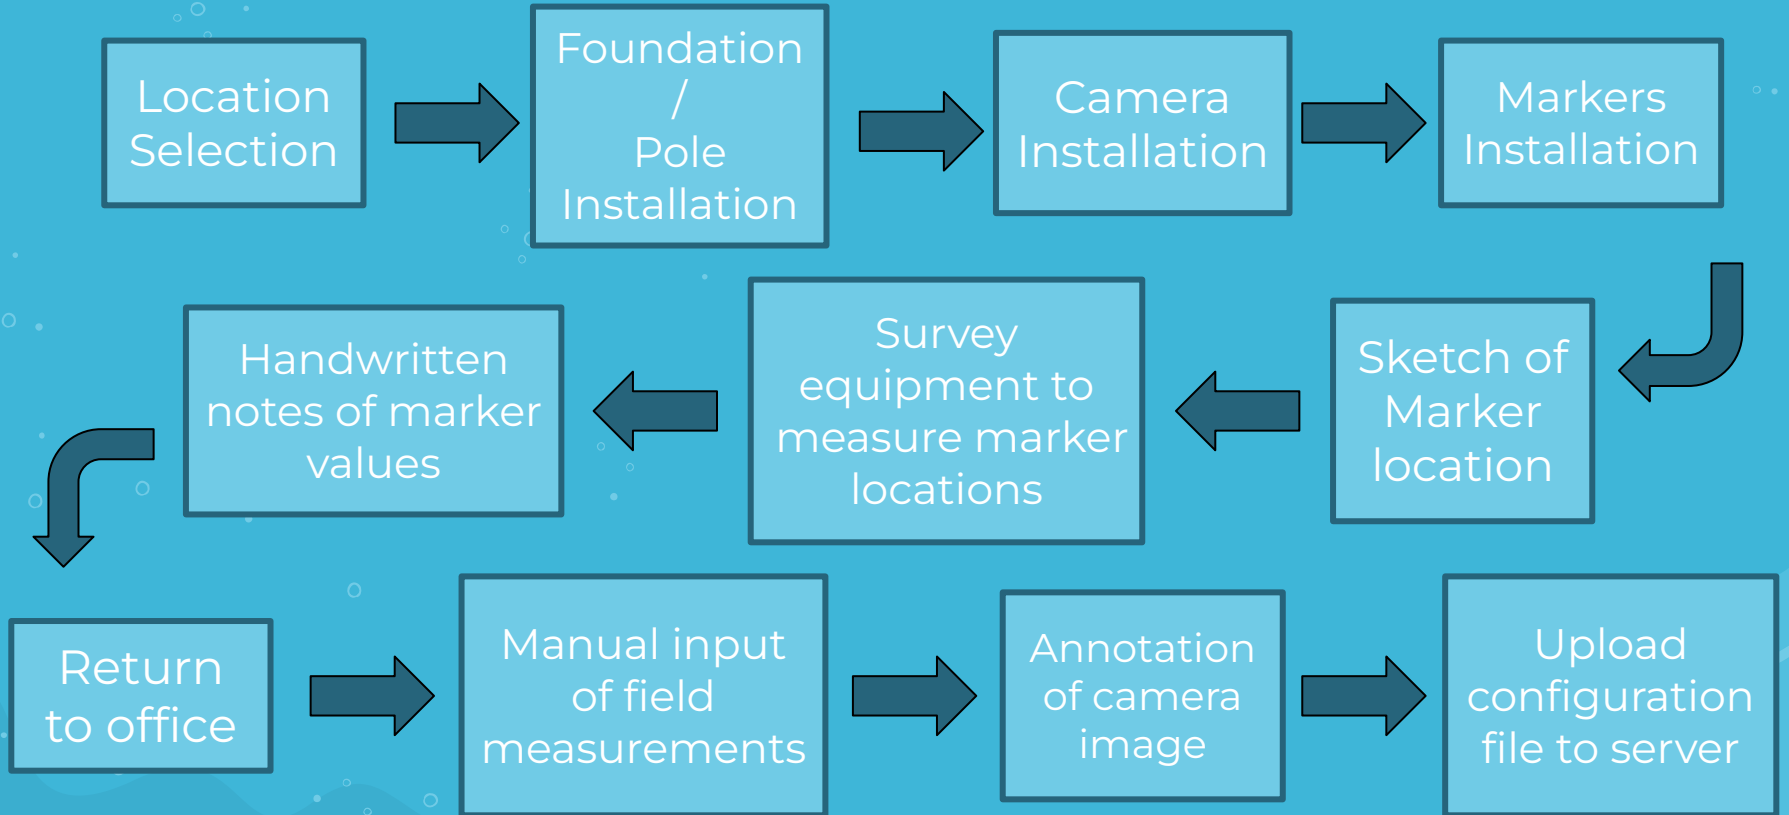 Location
Selection
Foundation
/
Pole
Installation
Camera
Installation
Markers
Installation
Sketch of
Marker
location
Survey
equipment to
measure marker
locations
Handwritten
notes of marker
values
Return
to office
Manual input
of field
measurements
Annotation
of camera
image
Upload
configuration
file to server